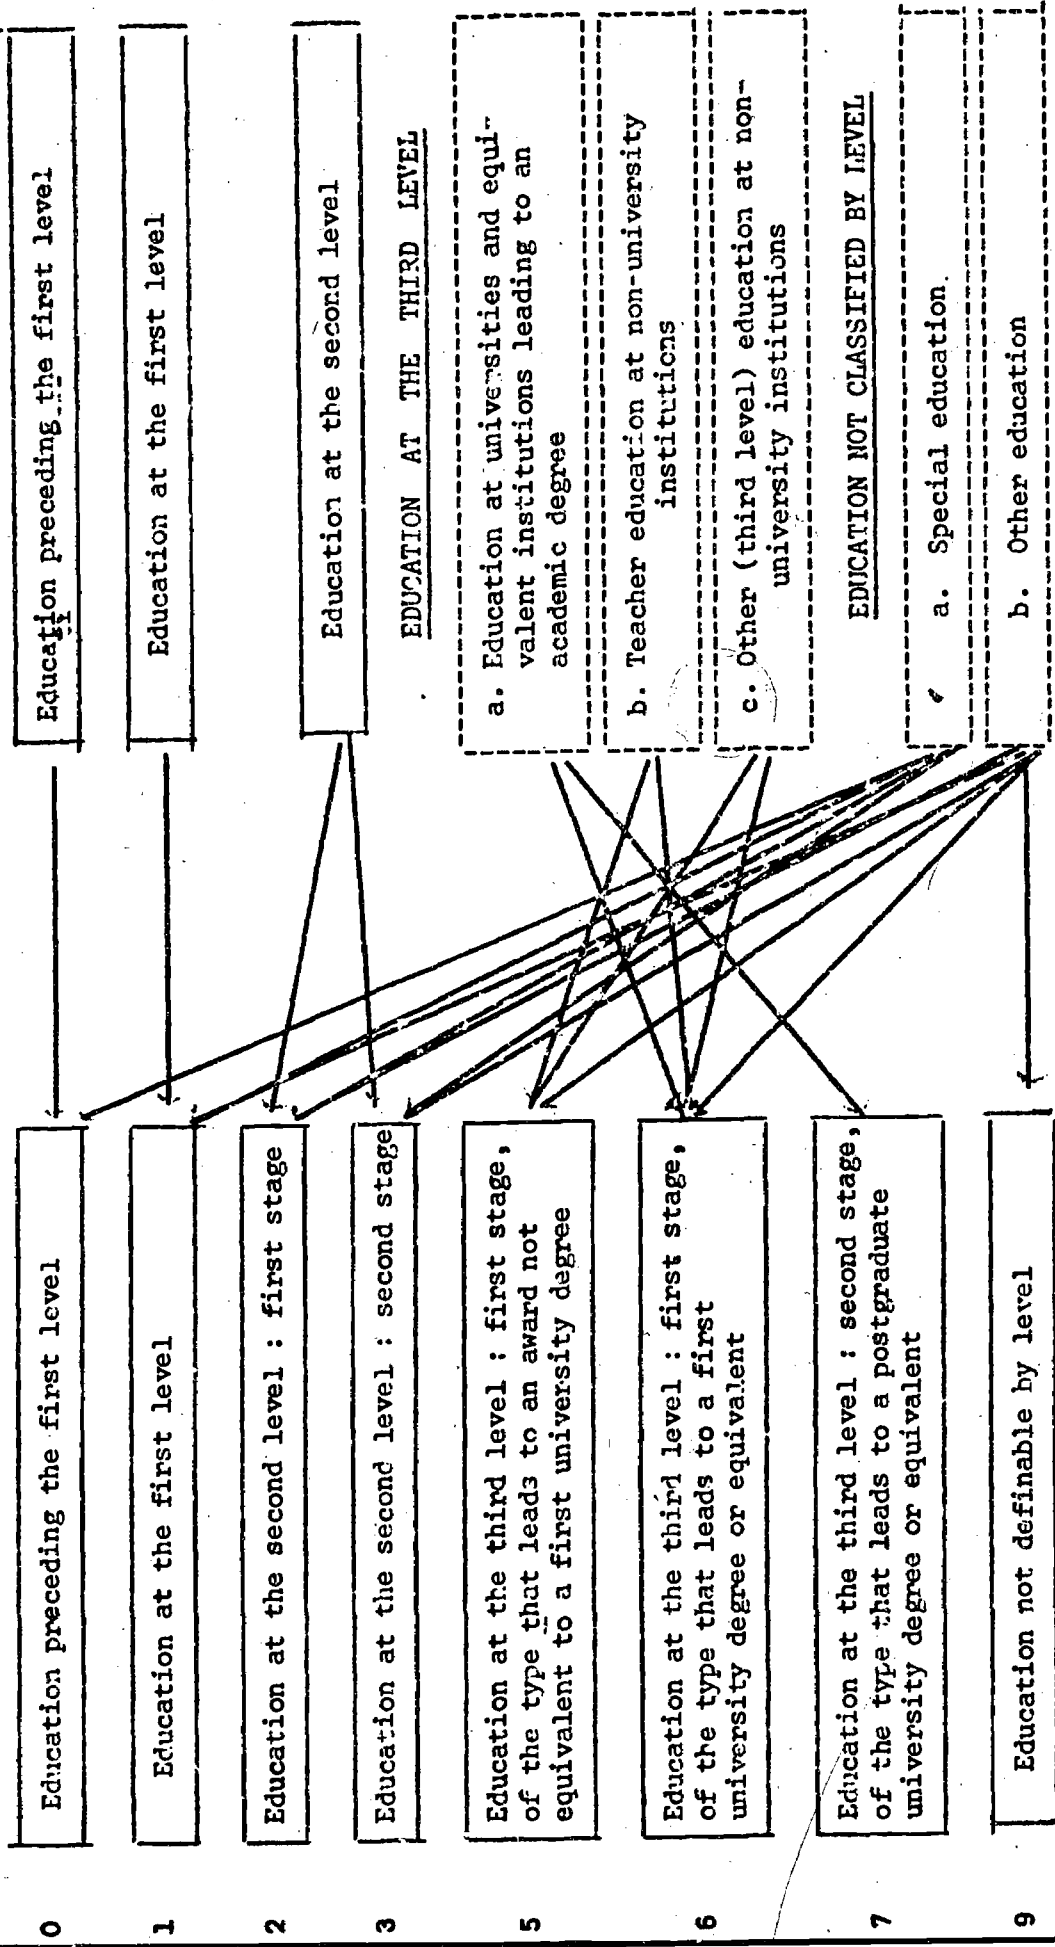 0
Education preceding the first level
1
Education at the first level
2
Education at the second level : first stage
3
Education at the second level : second stage
5
Education at the third level : first stage,
of the type that leads to an award not
equivalent to a first university degree
6
Education at the third level : first stage,
of the type that leads to a first
university degree or equivalent
7
Education at the third level : second stage,
of the type that leads to a postgraduate
university degree or equivalent
9
Education not definable by level
Education preceding the first level
Education at the first level
Education at the second level
EDUCATION AT THE THIRD LEVEL
a. Education at universities and equi-
valent institutions leading to an
academic degree
b. Teacher education at non-university
institutions
c. Other (third level) education at non-
university institutions
EDUCATION NOT CLASSIFIED BY LEVEL
a. Special education.
b. Other education